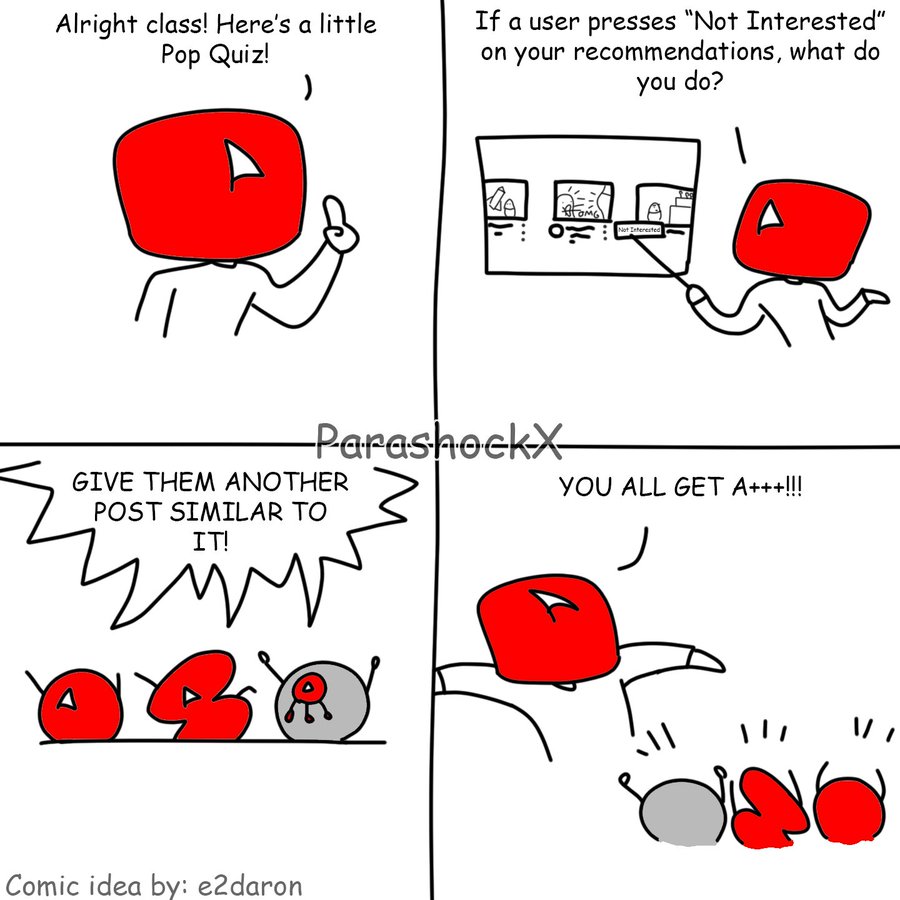 Alright class! Here's a little
Pop Quiz!
If a user presses “Not Interested”
on your recommendations, what do
you do?
OMG
Not Interested
ParashockX
GIVE THEM ANOTHER
POST SIMILAR TO
IT!
YOU ALL GET A+++!!!
Comic idea by: e2daron